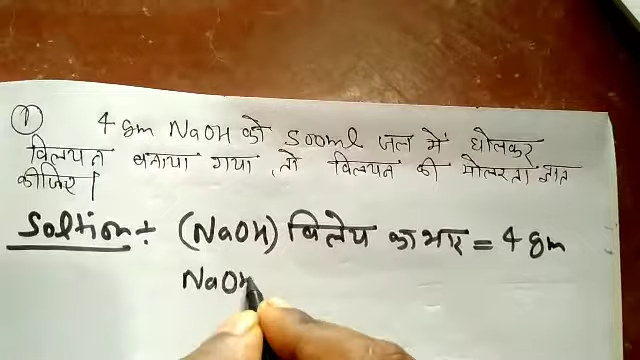 ① 4 gm NaOH को 500ml जल में घोलकर
विलयन बनाया गया, तो विलयन की मोलरता ज्ञात
कीजिए।
Soltion÷ (NaOH) विलेय का भार = 4 gm
NaOH